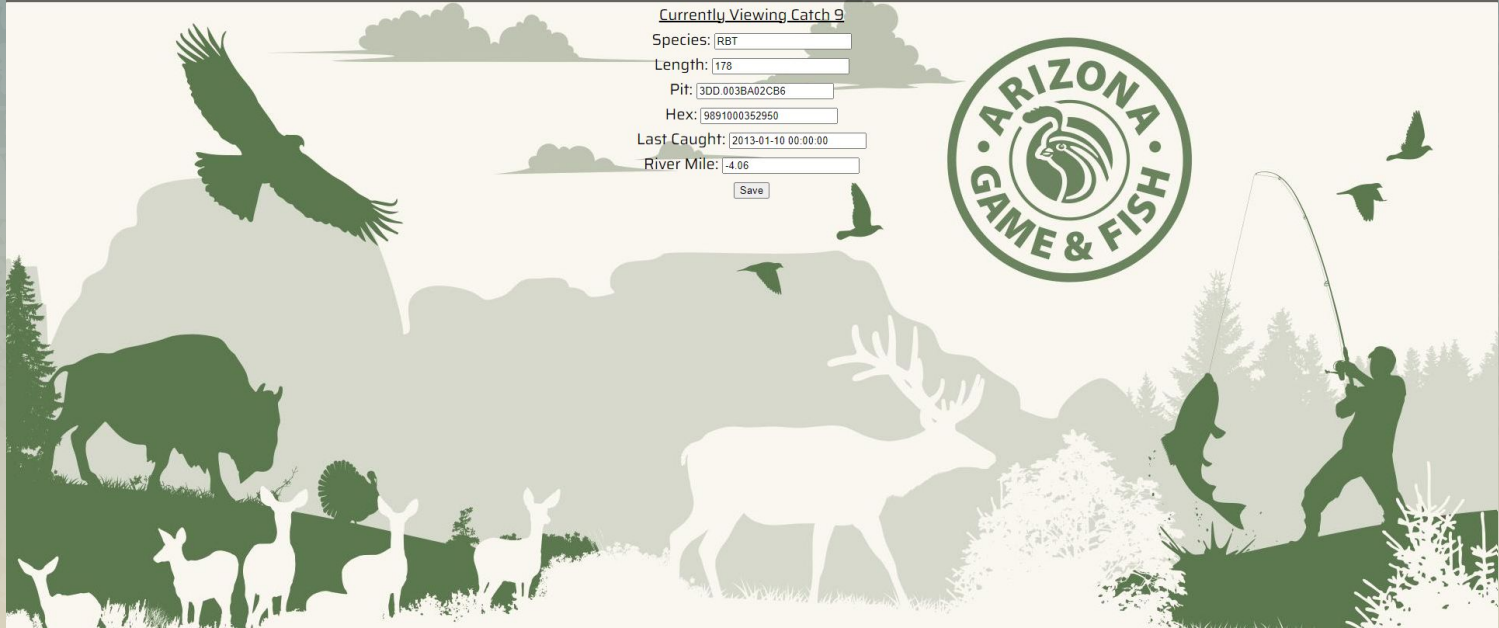 Currently Viewing Catch 9
Species: RBT
Length: 178
Pit: 3DD.003BA02CB6
Hex: 9891000352950
Last Caught: 2013-01-10 00:00:00
River Mile: -4.06
Save
ARIZONA
GAME & FISH